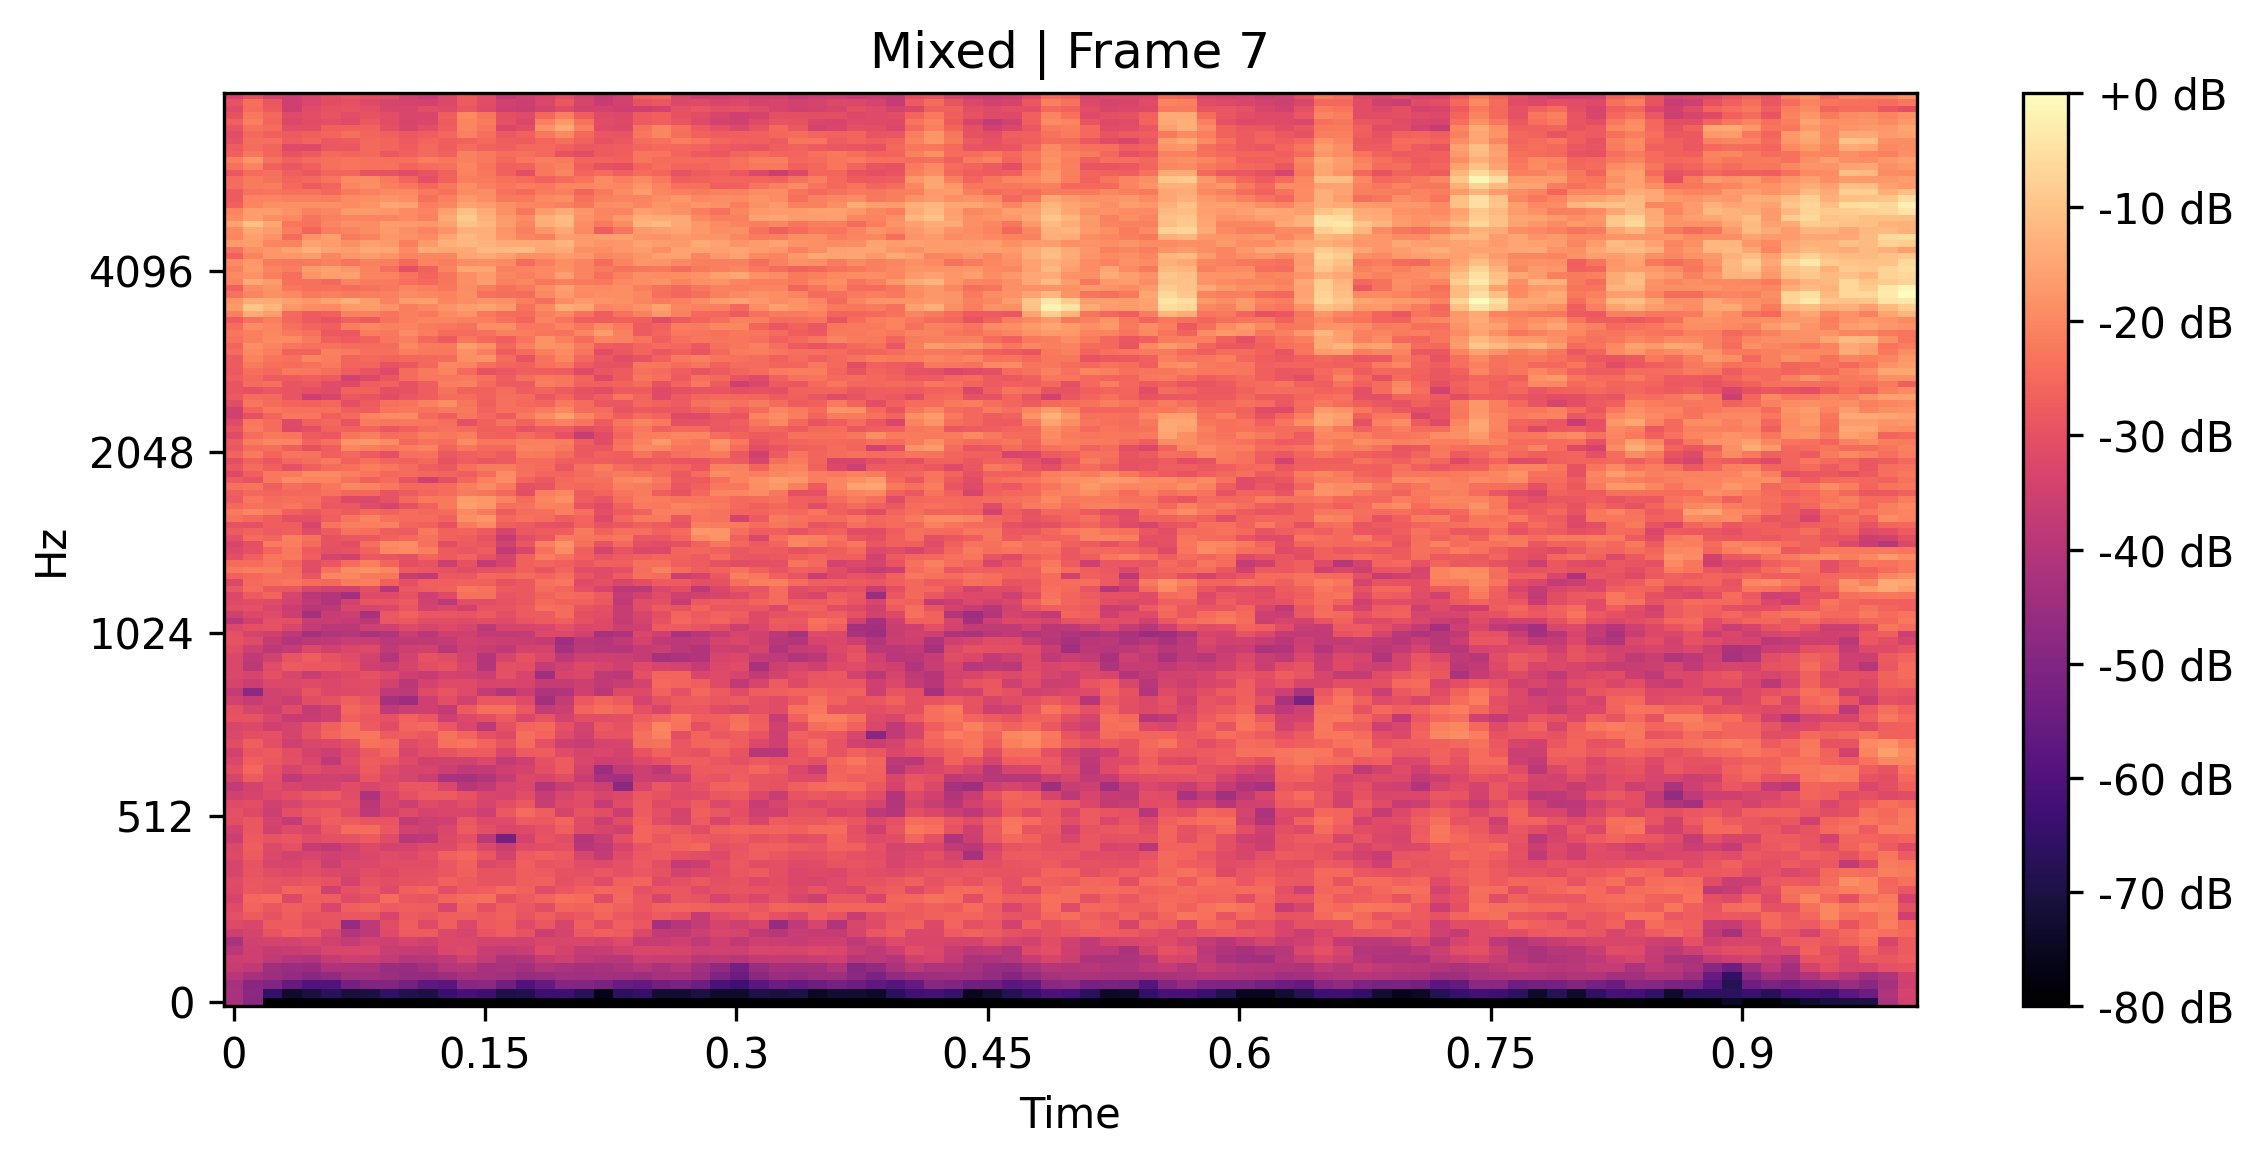 Mixed | Frame 7
Hz
4096
2048
1024
512
0
0 0.15 0.3 0.45 0.6 0.75 0.9
Time
+0 dB
-10 dB
-20 dB
-30 dB
-40 dB
-50 dB
-60 dB
-70 dB
-80 dB